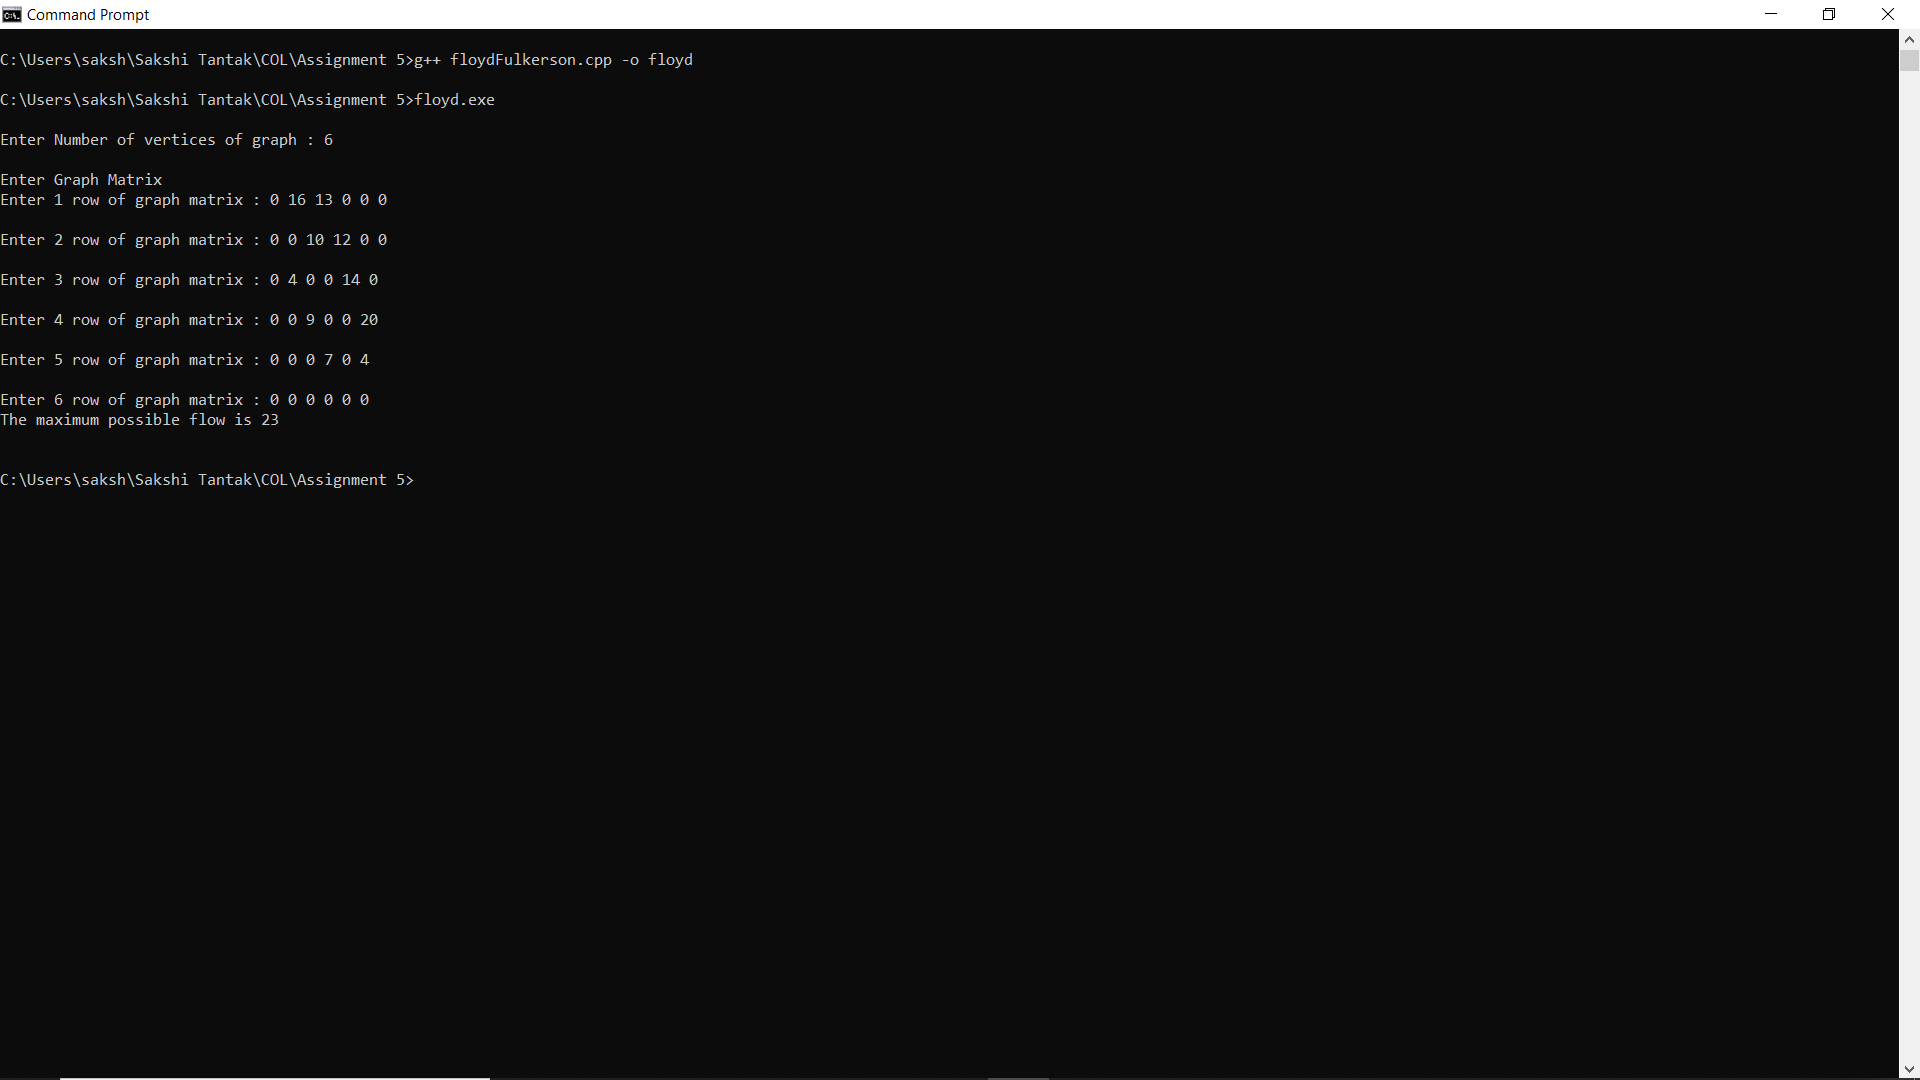 Command Prompt
C:\Users\saksh\Sakshi Tantak\COL\Assignment 5>g++ floydFulkerson.cpp -o floyd
C:\Users\saksh\Sakshi Tantak\COL\Assignment 5>floyd.exe
Enter Number of vertices of graph : 6
Enter Graph Matrix
Enter 1 row of graph matrix : 0 16 13 0 0 0
Enter 2 row of graph matrix : 0 0 10 12 0 0
Enter 3 row of graph matrix : 0 4 0 0 14 0
Enter 4 row of graph matrix : 0 0 9 0 0 20
Enter 5 row of graph matrix : 0 0 0 7 0 4
Enter 6 row of graph matrix : 0 0 0 0 0 0
The maximum possible flow is 23
C:\Users\saksh\Sakshi Tantak\COL\Assignment 5>